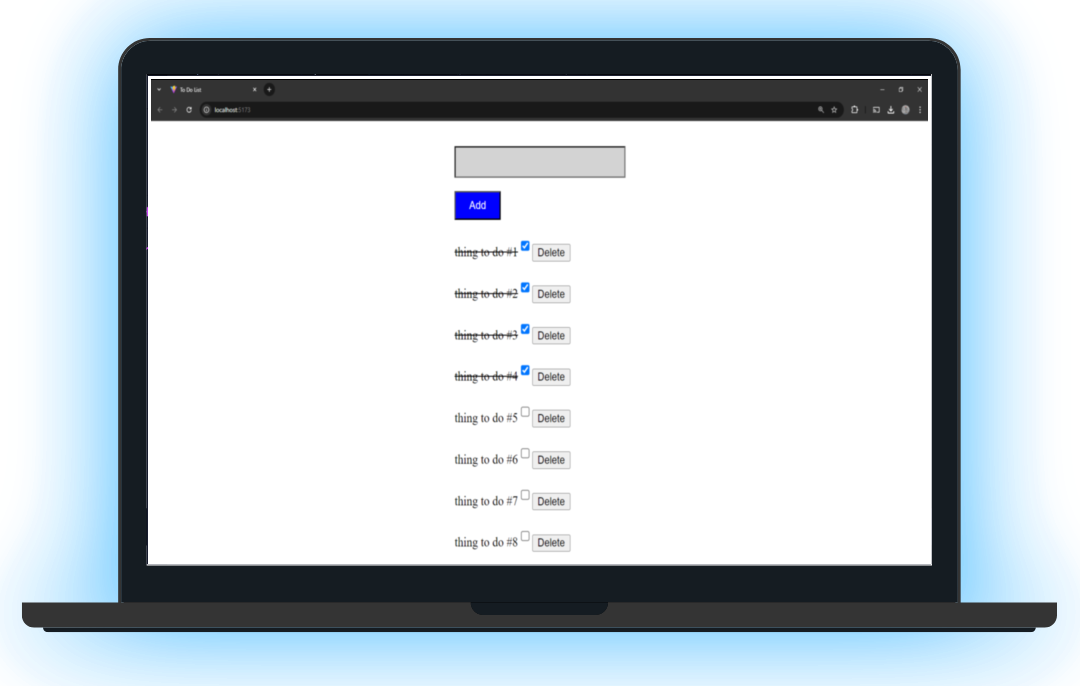 To Do List
localhost:5173
Add
thing to do #1 Delete
thing to do #2 Delete
thing to do #3 Delete
thing to do #4 Delete
thing to do #5 Delete
thing to do #6 Delete
thing to do #7 Delete
thing to do #8 Delete